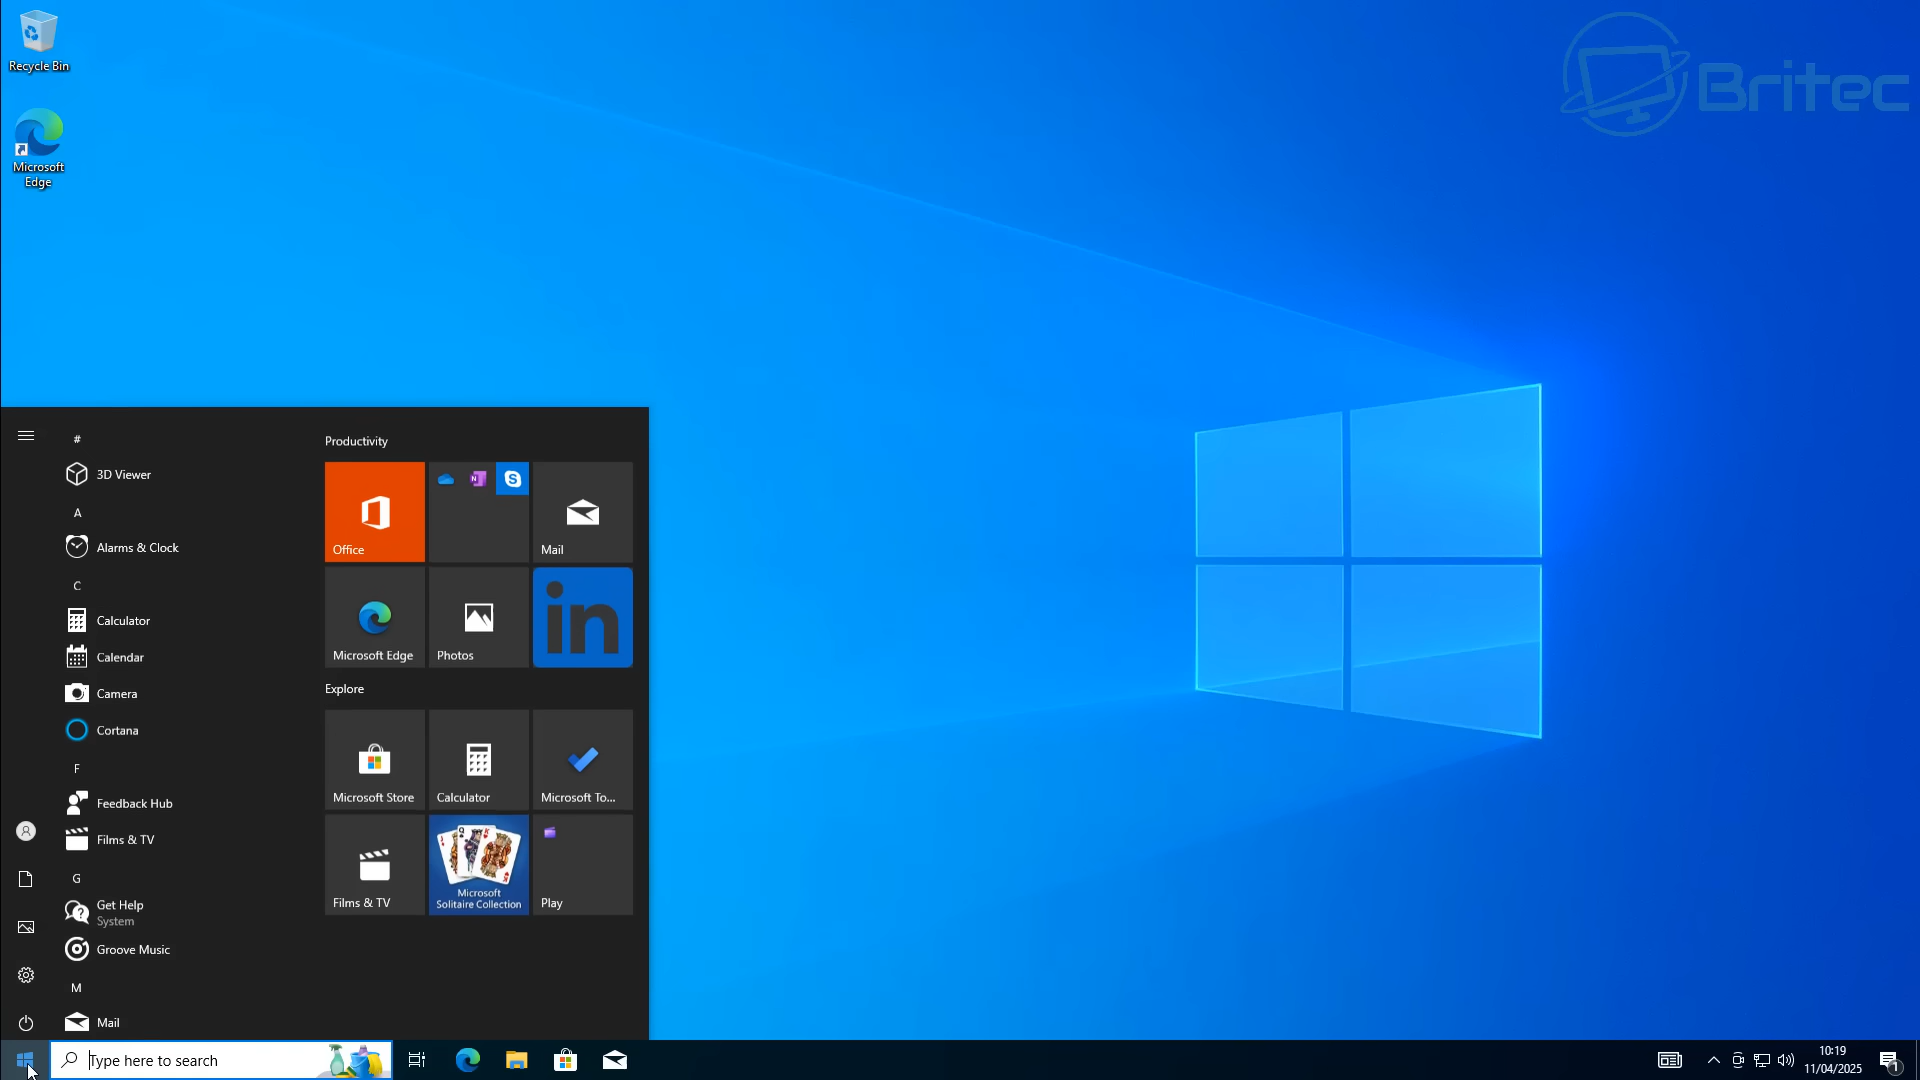 Recycle Bin
Microsoft
Edge
Britec
#
3D Viewer
A
Alarms & Clock
C
Calculator
Calendar
Camera
Cortana
F
Feedback Hub
Films & TV
G
Get Help
System
Groove Music
M
Mail
Productivity
Office
N
S
Mail
Microsoft Edge
Photos
in
Explore
Microsoft Store
Calculator
Microsoft To...
Films & TV
Microsoft
Solitaire Collection
Play
Type here to search
10:19
11/04/2025
1